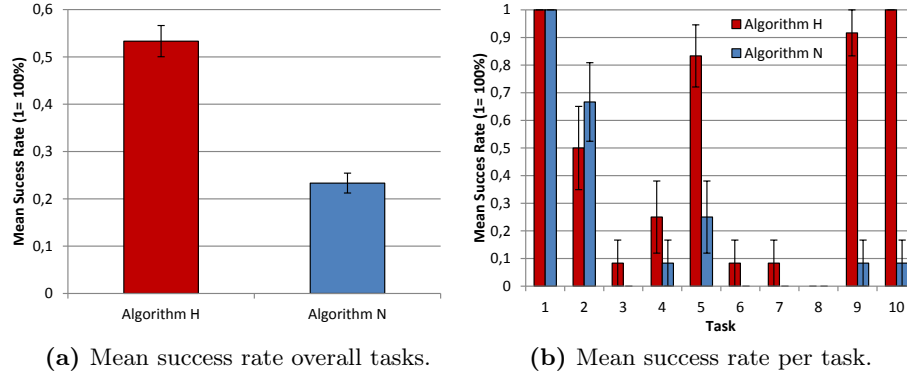 Mean Sucess Rate (1= 100%)
0,6
0,5
0,4
0,3
0,2
0,1
0
Algorithm H Algorithm N
(a) Mean success rate overall tasks.
Mean Succes Rate (1= 100%)
1
0,9
0,8
0,7
0,6
0,5
0,4
0,3
0,2
0,1
0
Algorithm H
Algorithm N
1 2 3 4 5 6 7 8 9 10
Task
(b) Mean success rate per task.